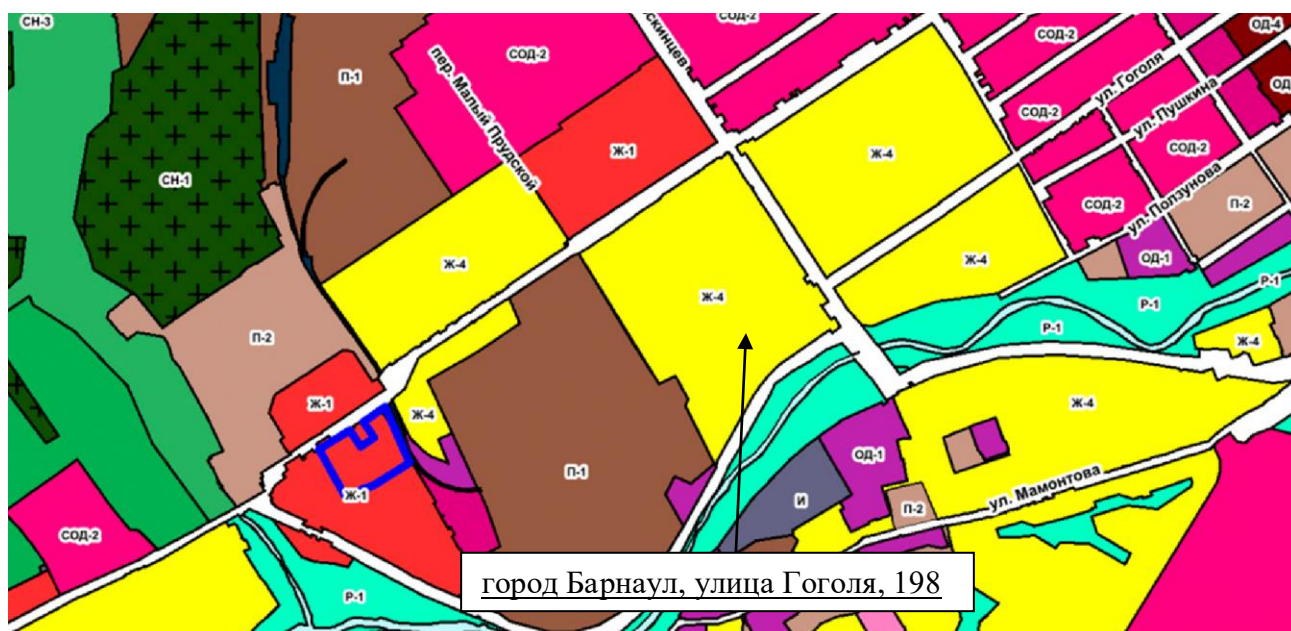 СН-3
П-1
СОД-2
СОД-2
СОД-2
ОД-4
пер. Малый Прудской
ул. Гоголя
ул. Пушкина
СОД-2
Ж-1
Ж-4
СОД-2
СН-1
СОД-2
ул. Ползунова
П-2
Ж-4
Ж-4
Ж-4
ОД-1
Р-1
Р-1
Р-1
П-2
Ж-4
Ж-1
Ж-4
Ж-4
ОД-1
П-1
Ж-1
И
П-2
ул. Мамонтова
СОД-2
Р-1
город Барнаул, улица Гоголя, 198